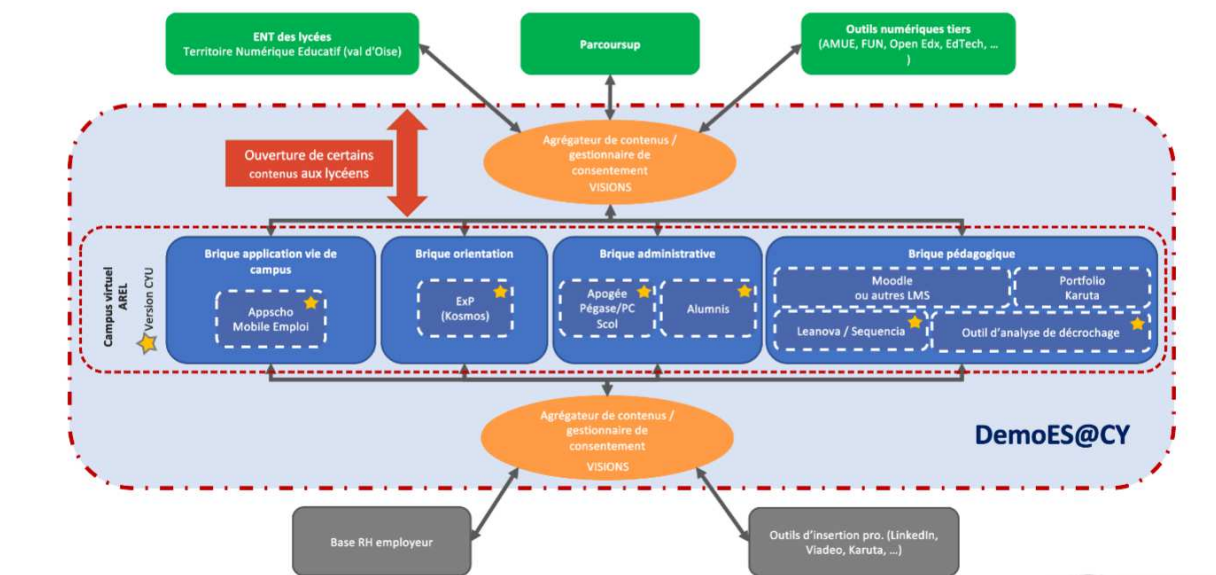 ENT des lycées
Territoire Numérique Educatif (val d'Oise)
Parcoursup
Outils numériques tiers
(AMUE, FUN, Open Edx, EdTech, ...
)
Ouverture de certains
contenus aux lycéens
Agrégateur de contenus /
gestionnaire de
consentement
VISIONS
Campus virtuel
AREL
Version CYU
Brique application vie de
campus
Appscho
Mobile Emploi
Brique orientation
ExP
(Kosmos)
Brique administrative
Apogée
Pégase/PC
Scol
Alumnis
Brique pédagogique
Moodle
ou autres LMS
Portfolio
Karuta
Leanova / Sequencia
Outil d'analyse de décrochage
Agrégateur de contenus /
gestionnaire de
consentement
VISIONS
DemoES@CY
Base RH employeur
Outils d'insertion pro. (LinkedIn,
Viadeo, Karuta, ...)